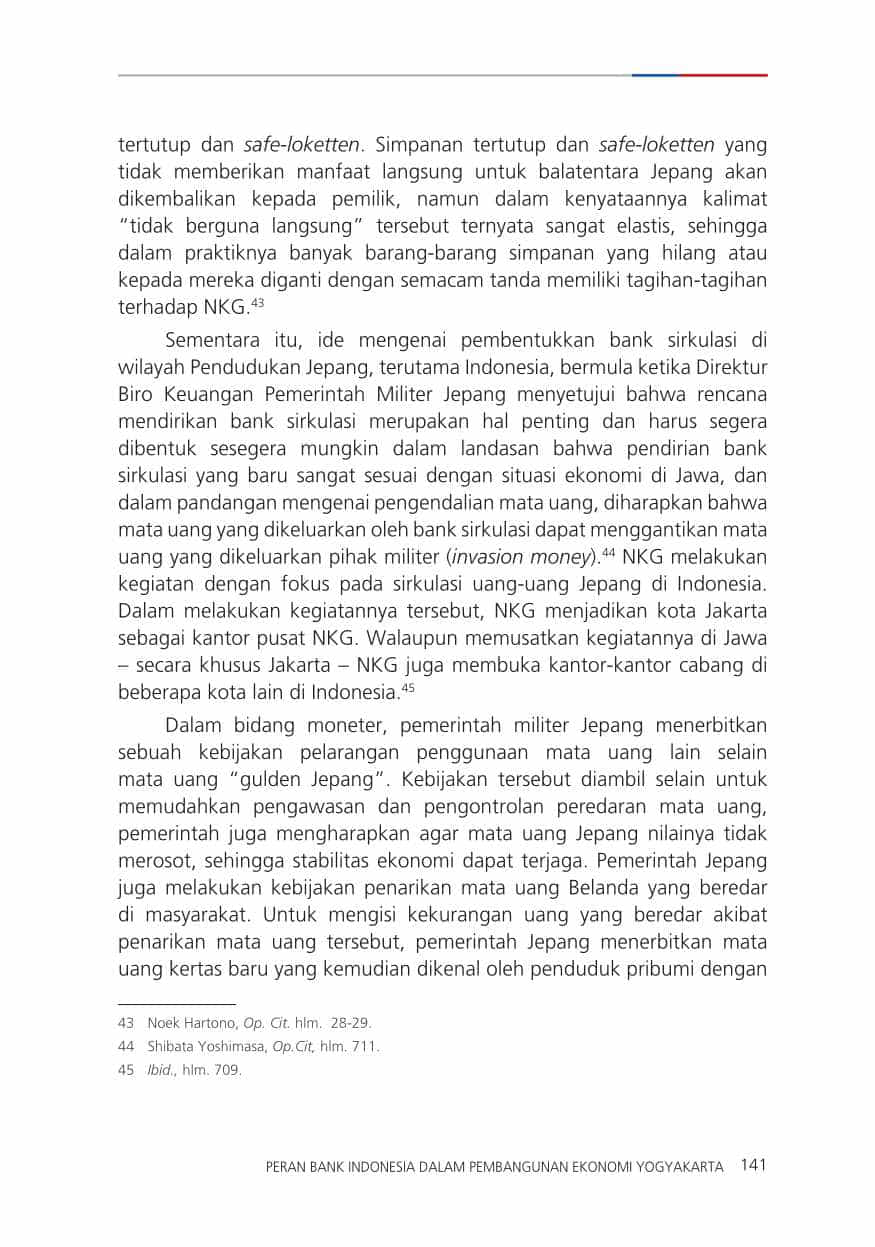 tertutup dan safe-loketten. Simpanan tertutup dan safe-loketten yang
tidak memberikan manfaat langsung untuk balatentara Jepang akan
dikembalikan kepada pemilik, namun dalam kenyataannya kalimat
“tidak berguna langsung” tersebut ternyata sangat elastis, sehingga
dalam praktiknya banyak barang-barang simpanan yang hilang atau
kepada mereka diganti dengan semacam tanda memiliki tagihan-tagihan
terhadap NKG.43
Sementara itu, ide mengenai pembentukkan bank sirkulasi di
wilayah Pendudukan Jepang, terutama Indonesia, bermula ketika Direktur
Biro Keuangan Pemerintah Militer Jepang menyetujui bahwa rencana
mendirikan bank sirkulasi merupakan hal penting dan harus segera
dibentuk sesegera mungkin dalam landasan bahwa pendirian bank
sirkulasi yang baru sangat sesuai dengan situasi ekonomi di Jawa, dan
dalam pandangan mengenai pengendalian mata uang, diharapkan bahwa
mata uang yang dikeluarkan oleh bank sirkulasi dapat menggantikan mata
uang yang dikeluarkan pihak militer (invasion money).44 NKG melakukan
kegiatan dengan fokus pada sirkulasi uang-uang Jepang di Indonesia.
Dalam melakukan kegiatannya tersebut, NKG menjadikan kota Jakarta
sebagai kantor pusat NKG. Walaupun memusatkan kegiatannya di Jawa
– secara khusus Jakarta – NKG juga membuka kantor-kantor cabang di
beberapa kota lain di Indonesia.45
Dalam bidang moneter, pemerintah militer Jepang menerbitkan
sebuah kebijakan pelarangan penggunaan mata uang lain selain
mata uang “gulden Jepang”. Kebijakan tersebut diambil selain untuk
memudahkan pengawasan dan pengontrolan peredaran mata uang,
pemerintah juga mengharapkan agar mata uang Jepang nilainya tidak
merosot, sehingga stabilitas ekonomi dapat terjaga. Pemerintah Jepang
juga melakukan kebijakan penarikan mata uang Belanda yang beredar
di masyarakat. Untuk mengisi kekurangan uang yang beredar akibat
penarikan mata uang tersebut, pemerintah Jepang menerbitkan mata
uang kertas baru yang kemudian dikenal oleh penduduk pribumi dengan
43 Noek Hartono, Op. Cit. hlm. 28-29.
44 Shibata Yoshimasa, Op.Cit, hlm. 711.
45 Ibid., hlm. 709.
PERAN BANK INDONESIA DALAM PEMBANGUNAN EKONOMI YOGYAKARTA 141